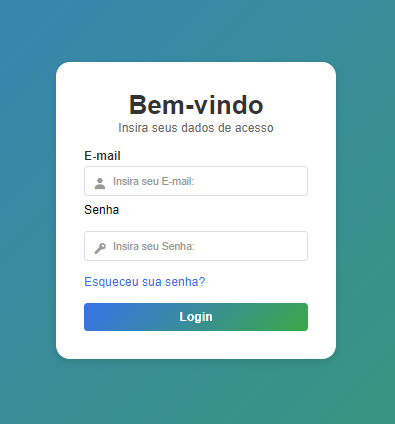 Bem-vindo
Insira seus dados de acesso
E-mail
Insira seu E-mail:
Senha
Insira seu Senha:
Esqueceu sua senha?
Login